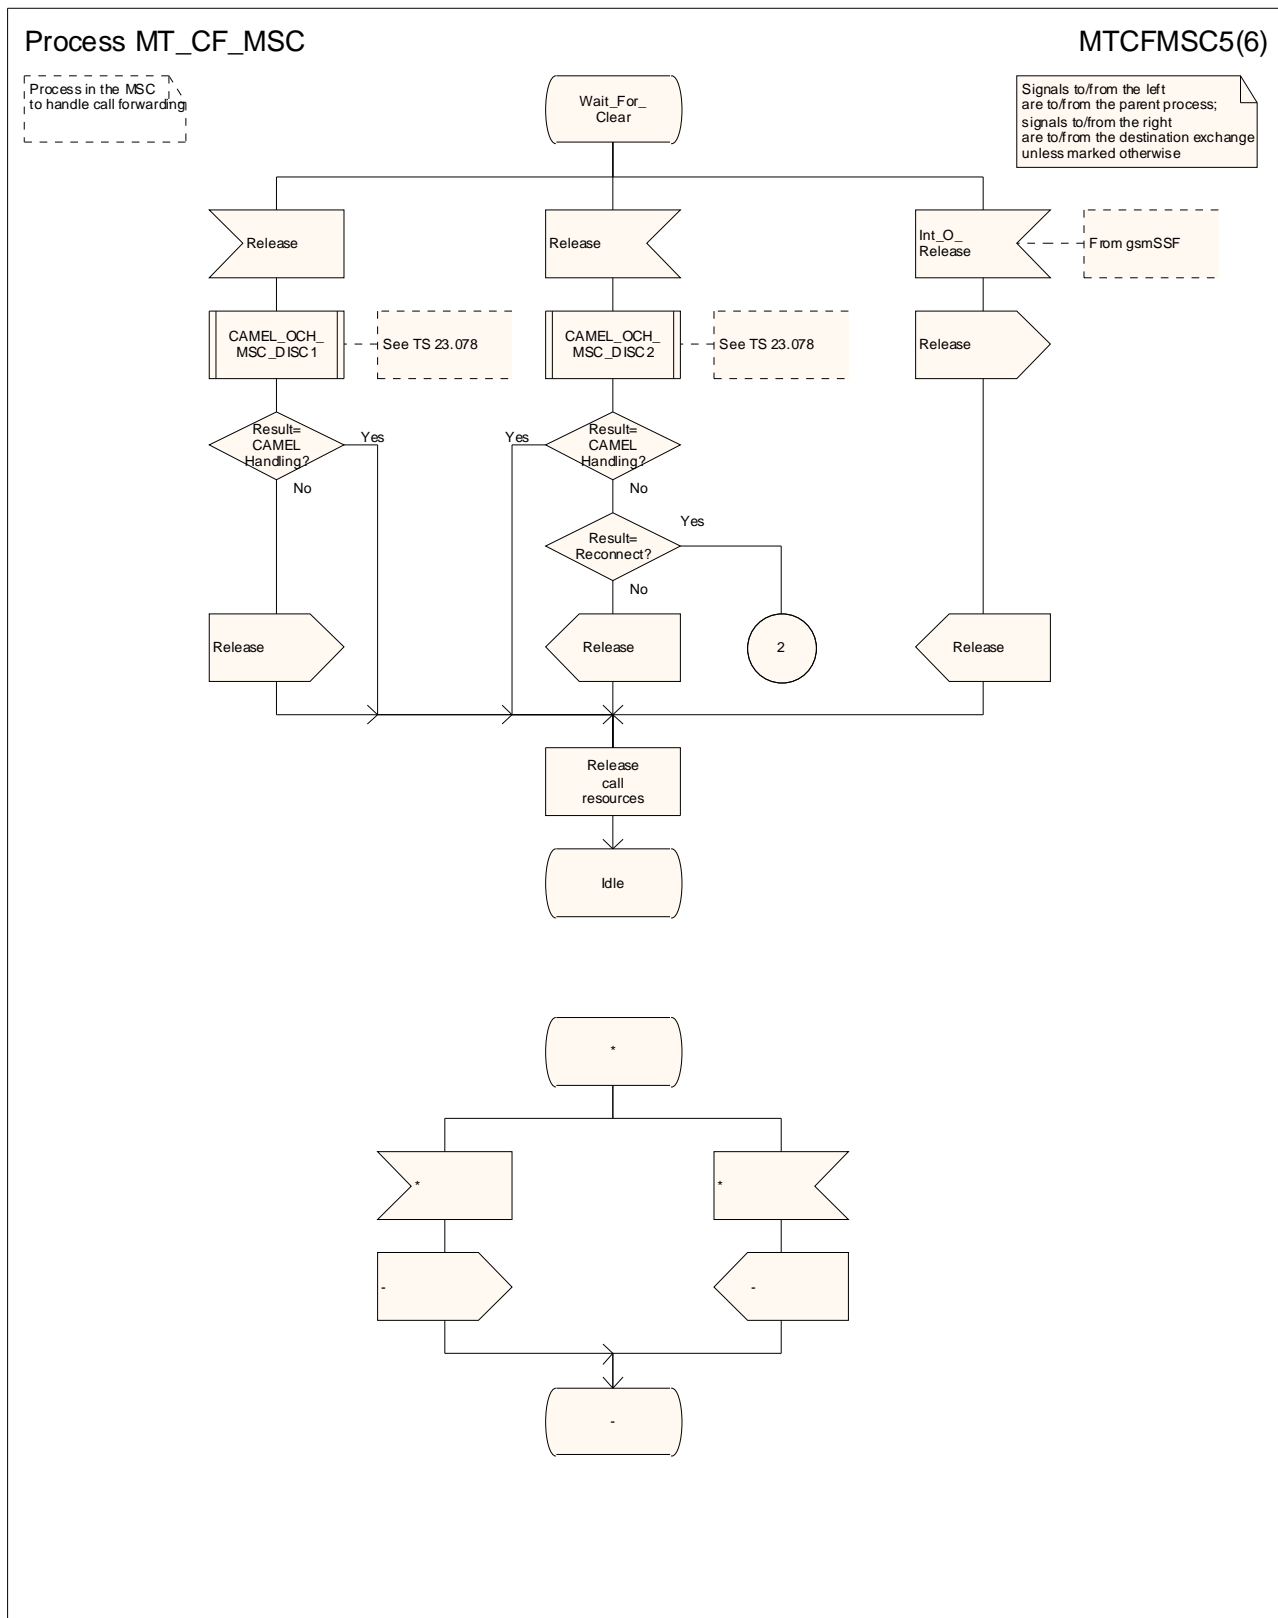 Process MT_CF_MSC
MTCFMSC5(6)
Process in the MSC
to handle call forwarding
Signals to/from the left
are to/from the parent process;
signals to/from the right
are to/from the destination exchange
unless marked otherwise
Wait_For_
Clear
Release
Release
Int_O_
Release
From gsmSSF
CAMEL_OCH_
MSC_DISC1
See TS 23.078
CAMEL_OCH_
MSC_DISC2
See TS 23.078
Release
Result=
CAMEL
Handling?
Yes
No
Yes
Result=
CAMEL
Handling?
No
Yes
Result=
Reconnect?
No
Release
Release
2
Release
Release
call
resources
Idle
*
*
*
-
-
-